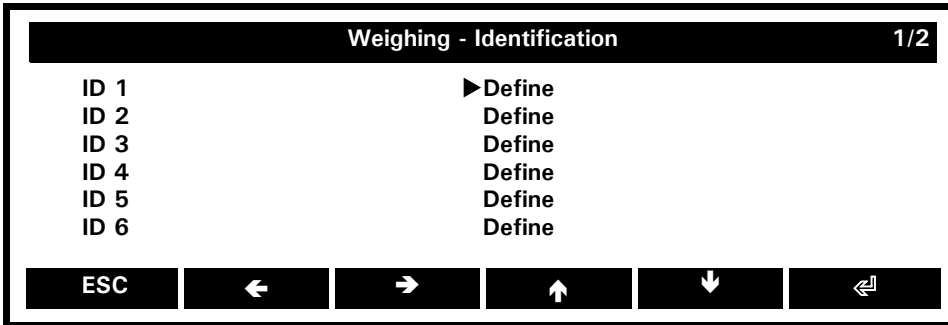 Weighing - Identification 1/2
ID 1 ▶Define
ID 2 Define
ID 3 Define
ID 4 Define
ID 5 Define
ID 6 Define
ESC